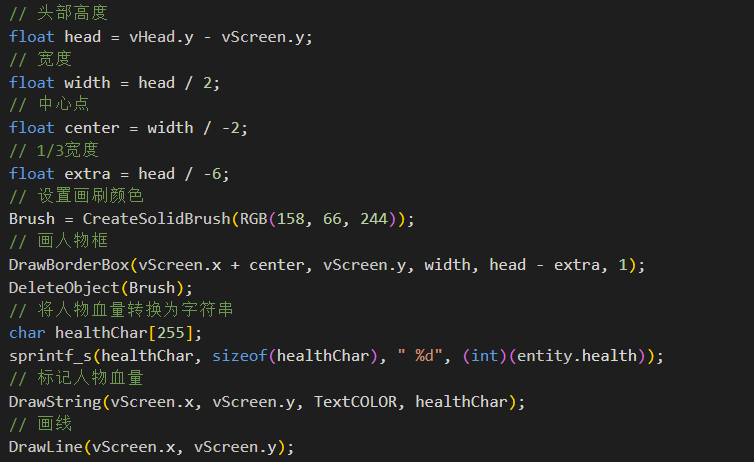 // 头部高度
float head = vHead.y - vScreen.y;
// 宽度
float width = head / 2;
// 中心点
float center = width / -2;
// 1/3宽度
float extra = head / -6;
// 设置画刷颜色
Brush = CreateSolidBrush(RGB(158, 66, 244));
// 画人物框
DrawBorderBox(vScreen.x + center, vScreen.y, width, head - extra, 1);
DeleteObject(Brush);
// 将人物血量转换为字符串
char healthChar[255];
sprintf_s(healthChar, sizeof(healthChar), " %d", (int)(entity.health));
// 标记人物血量
DrawString(vScreen.x, vScreen.y, TextCOLOR, healthChar);
// 画线
DrawLine(vScreen.x, vScreen.y);